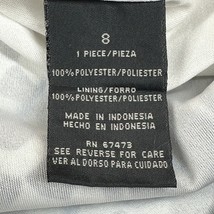 8
1 PIECE/PIEZA
100% POLYESTER/POLIESTER
LINING/FORRO
100% POLYESTER/POLIESTER
MADE IN INDONESIA
HECHO EN INDONESIA
RN 67473
SEE REVERSE FOR CARE
VER AL DORSO PARA CUIDADO